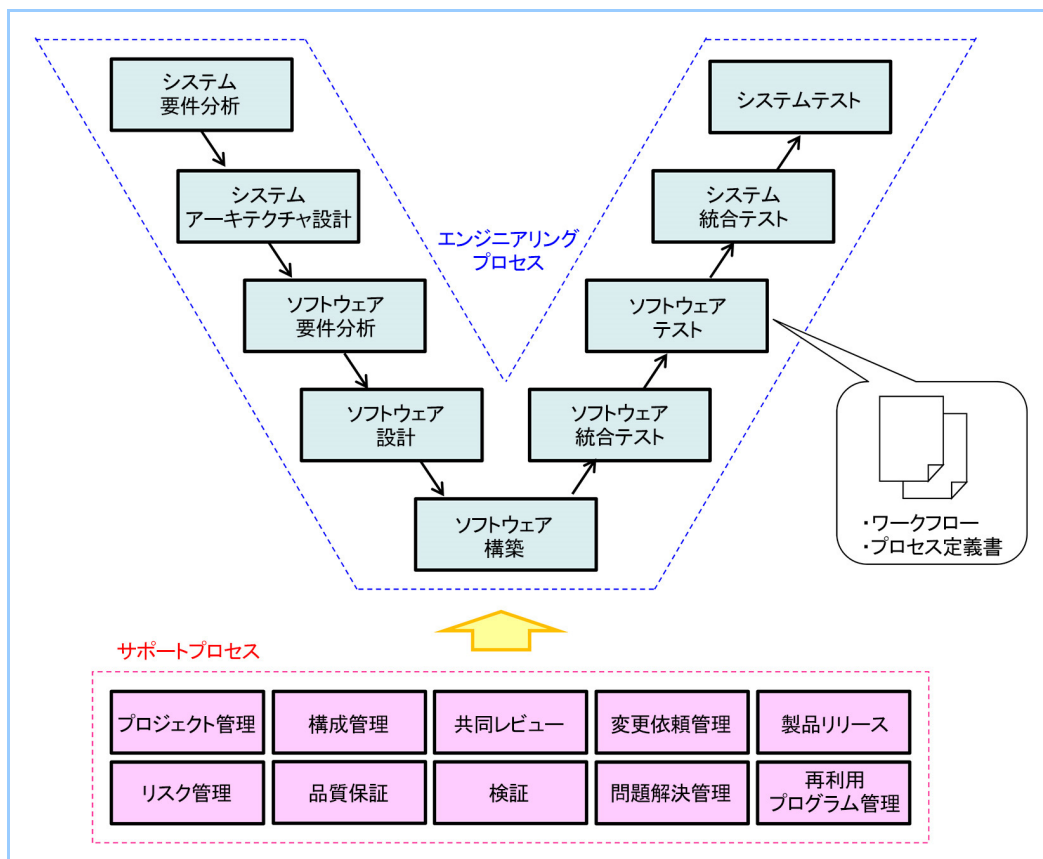 システム
要件分析
システム
アーキテクチャ設計
ソフトウェア
要件分析
ソフトウェア
設計
ソフトウェア
構築
ソフトウェア
統合テスト
ソフトウェア
テスト
システム
統合テスト
システムテスト
エンジニアリング
プロセス
・ワークフロー
・プロセス定義書
サポートプロセス
プロジェクト管理
構成管理
共同レビュー
変更依頼管理
製品リリース
リスク管理
品質保証
検証
問題解決管理
再利用
プログラム管理